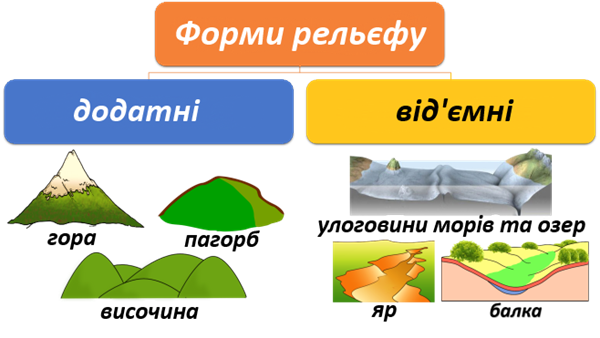 Форми рельєфу
додатні
від'ємні
гора
пагорб
височина
улоговини морів та озер
яр
балка